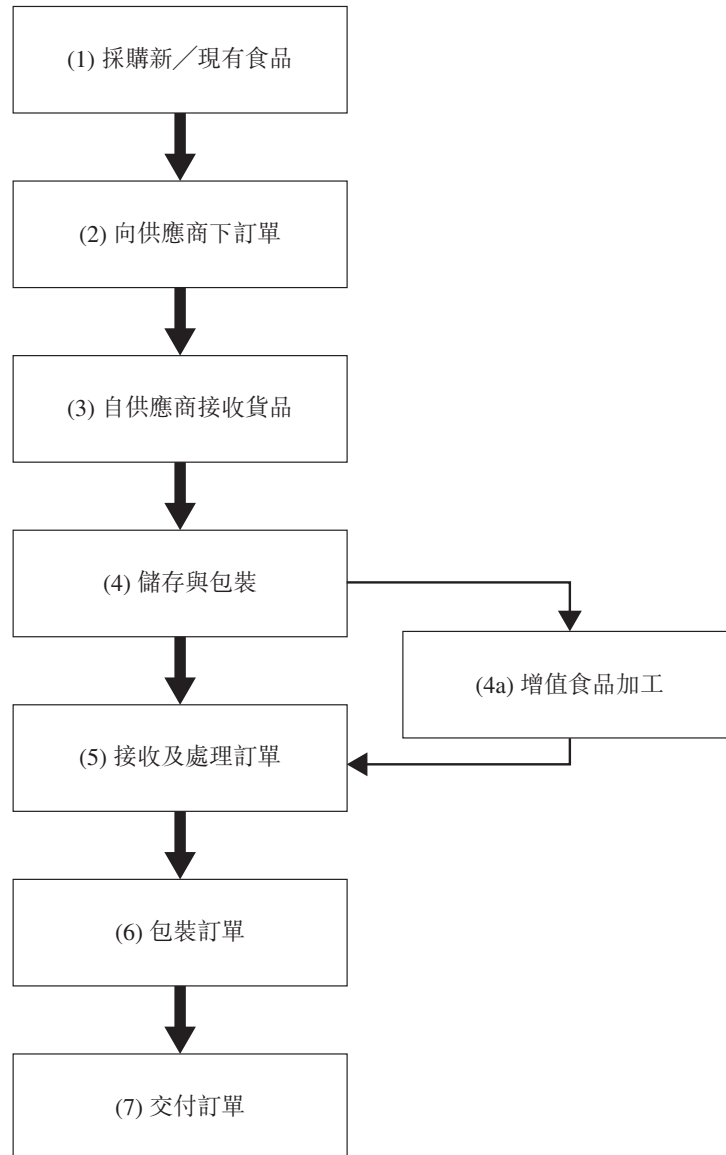 (1) 採購新／現有食品
(2) 向供應商下訂單
(3) 自供應商接收貨品
(4) 儲存與包裝
(4a) 增值食品加工
(5) 接收及處理訂單
(6) 包裝訂單
(7) 交付訂單